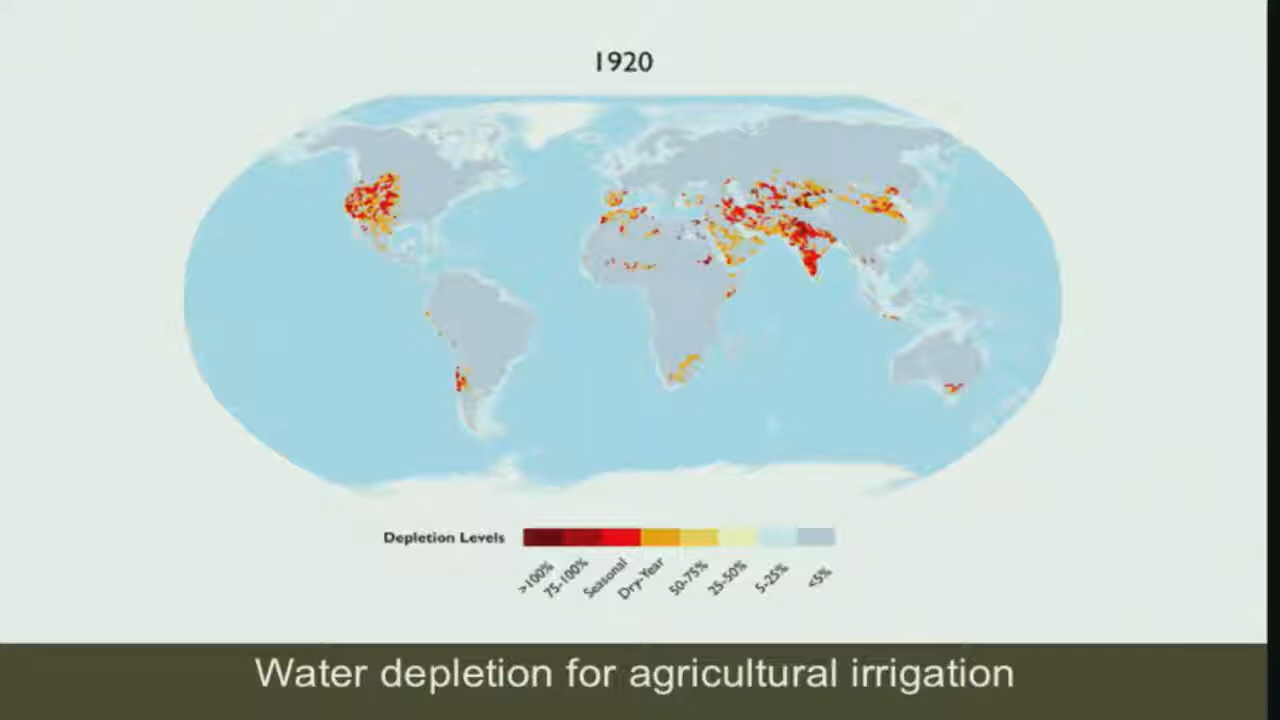 1920
Depletion Levels
>100%
75-100%
Seasonal
Dry-Year
50-75%
25-50%
5-25%
<5%
Water depletion for agricultural irrigation